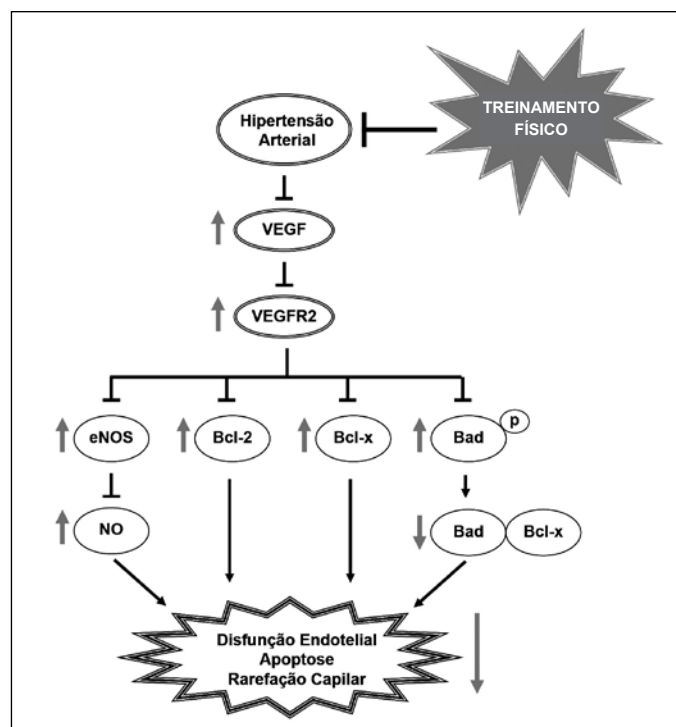 TREINAMENTO
FÍSICO
Hipertensão
Arterial
VEGF
VEGFR2
eNOS
Bcl-2
Bcl-x
Bad
p
NO
Bad
Bcl-x
Disfunção Endotelial
Apoptose
Rarefação Capilar